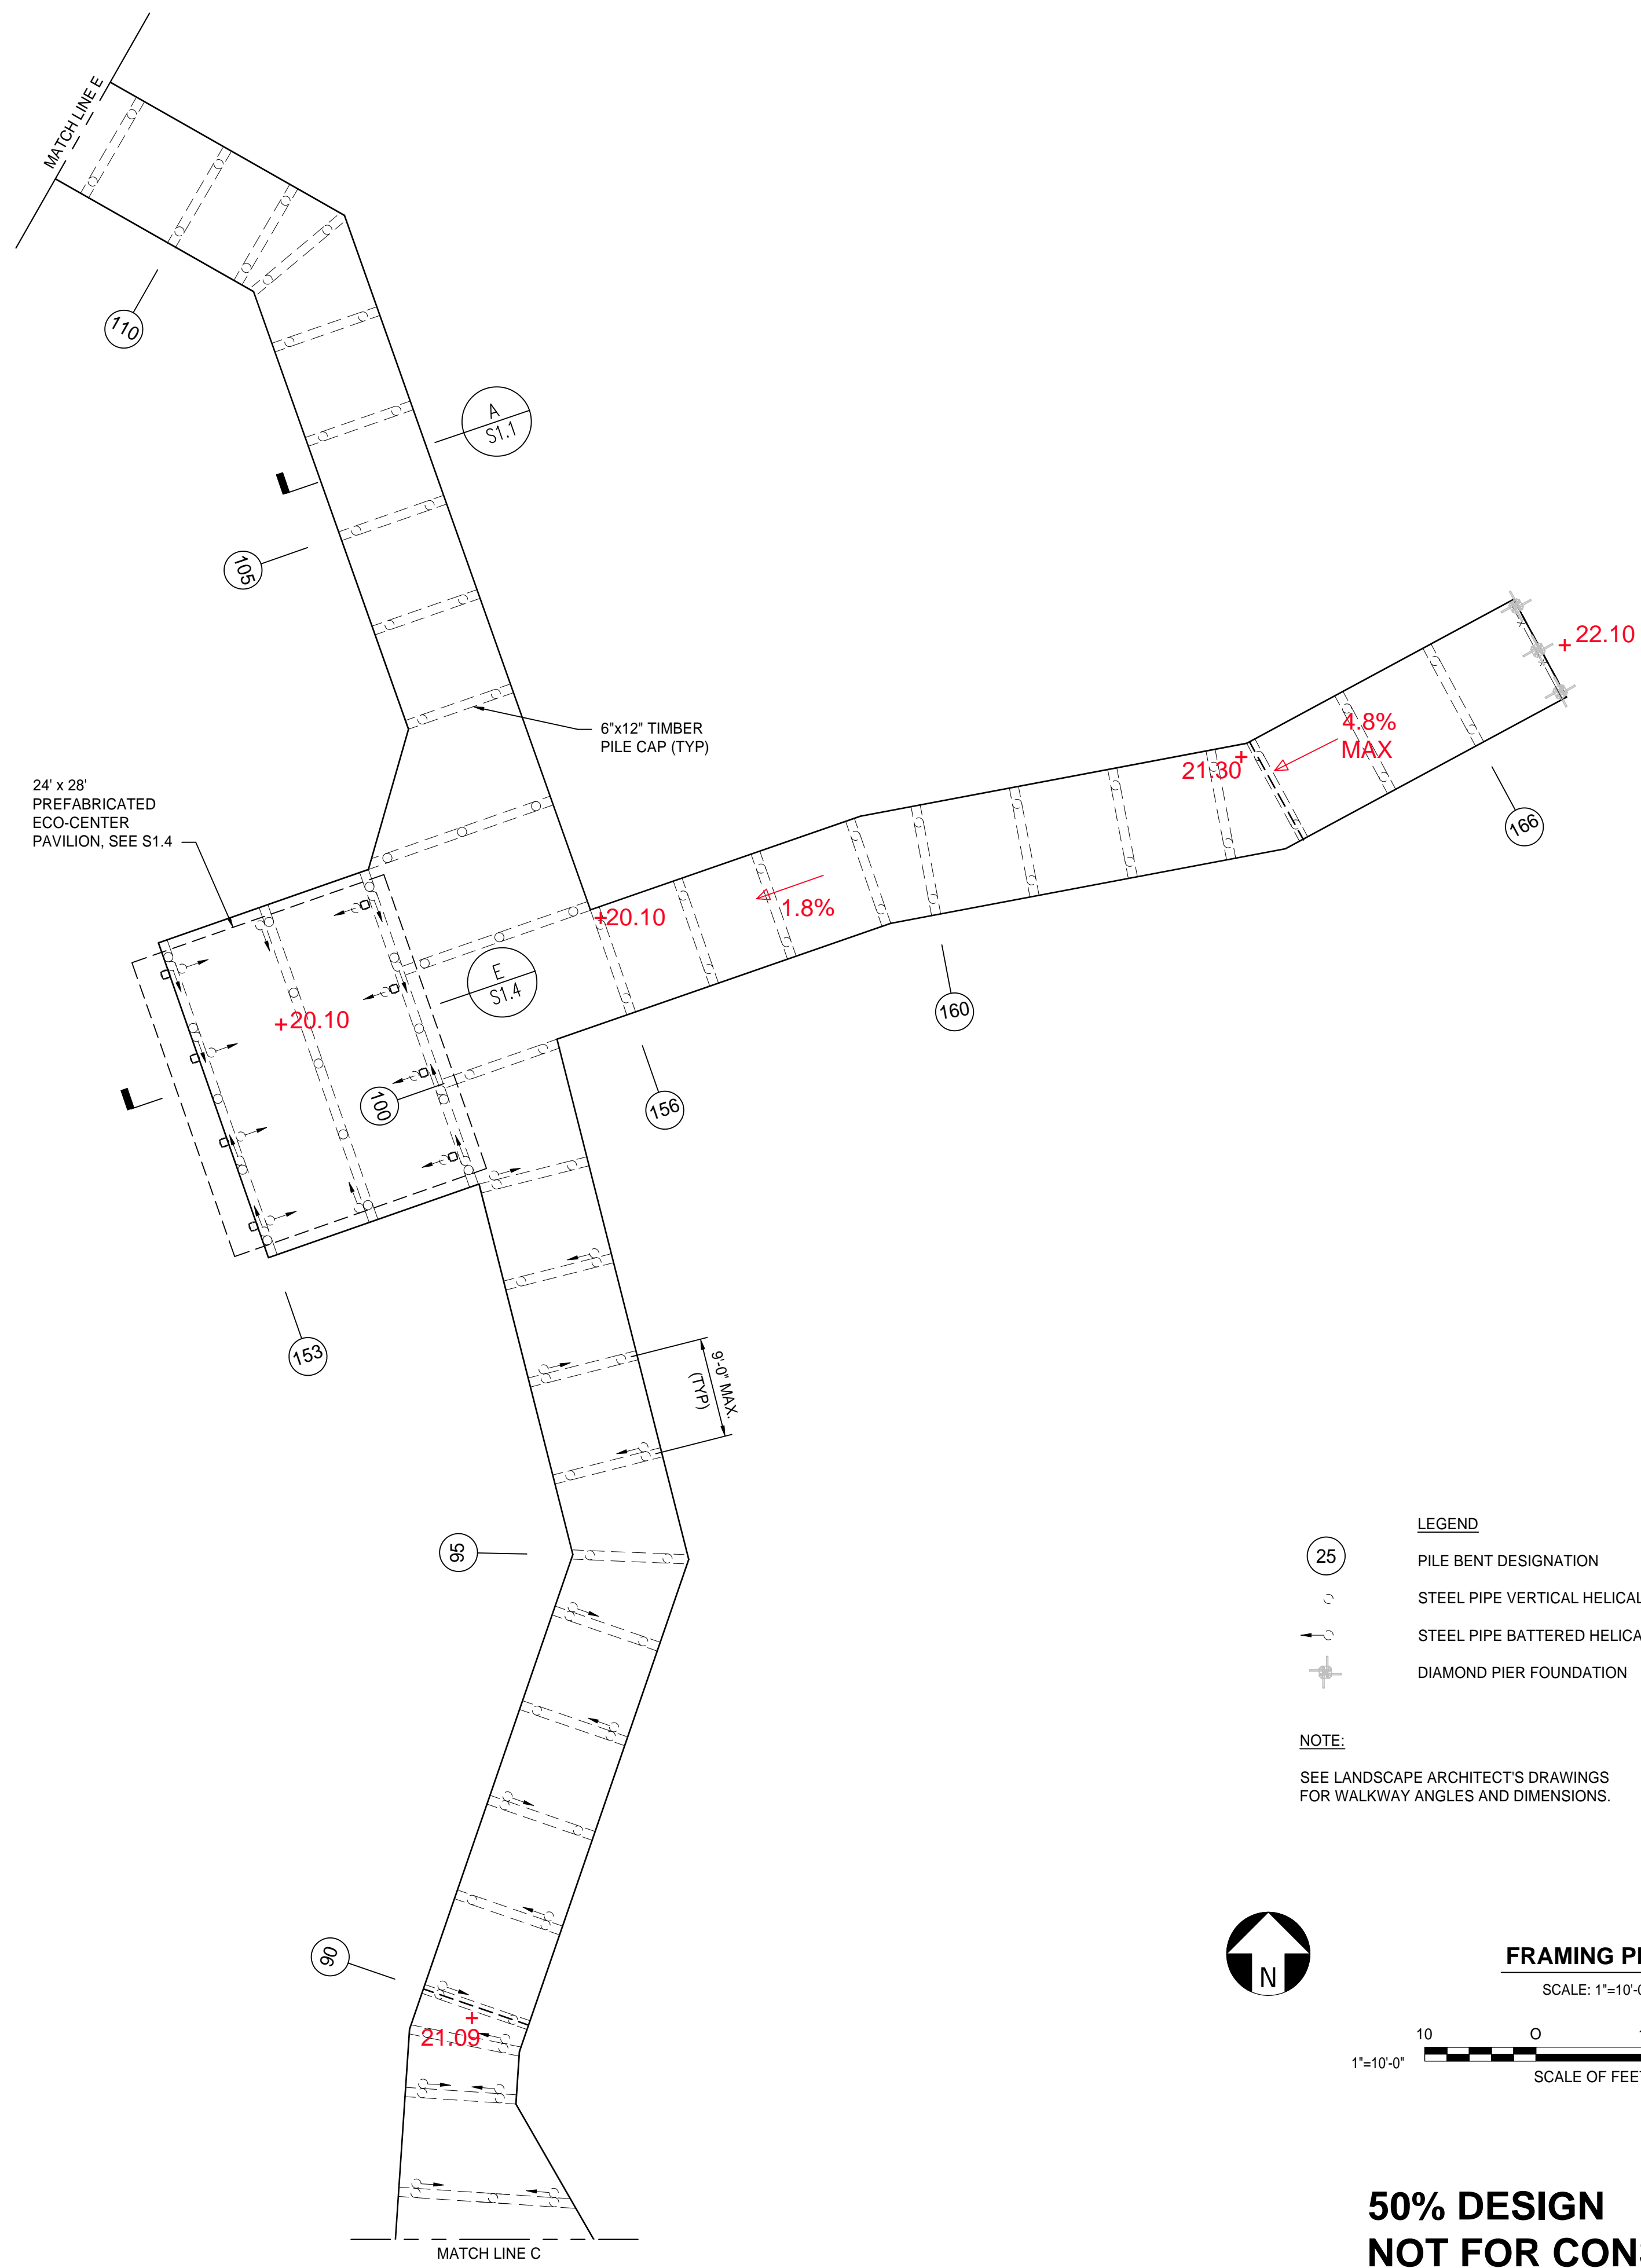 MATCH LINE E
110
A
S1.1
105
6"x12" TIMBER
PILE CAP (TYP)
22.10
4.8%
MAX
21.30
24' x 28'
PREFABRICATED
ECO-CENTER
PAVILION, SEE S1.4
166
20.10
1.8%
E
S1.4
160
20.10
100
156
153
9'-0" MAX.
(TYP)
95
LEGEND
25
PILE BENT DESIGNATION
STEEL PIPE VERTICAL HELICAL
STEEL PIPE BATTERED HELICA
DIAMOND PIER FOUNDATION
NOTE:
SEE LANDSCAPE ARCHITECT'S DRAWINGS
FOR WALKWAY ANGLES AND DIMENSIONS.
90
21.09
N
FRAMING P
SCALE: 1"=10'-0
10 O
1"=10'-0"
SCALE OF FEE
MATCH LINE C
50% DESIGN
NOT FOR CON